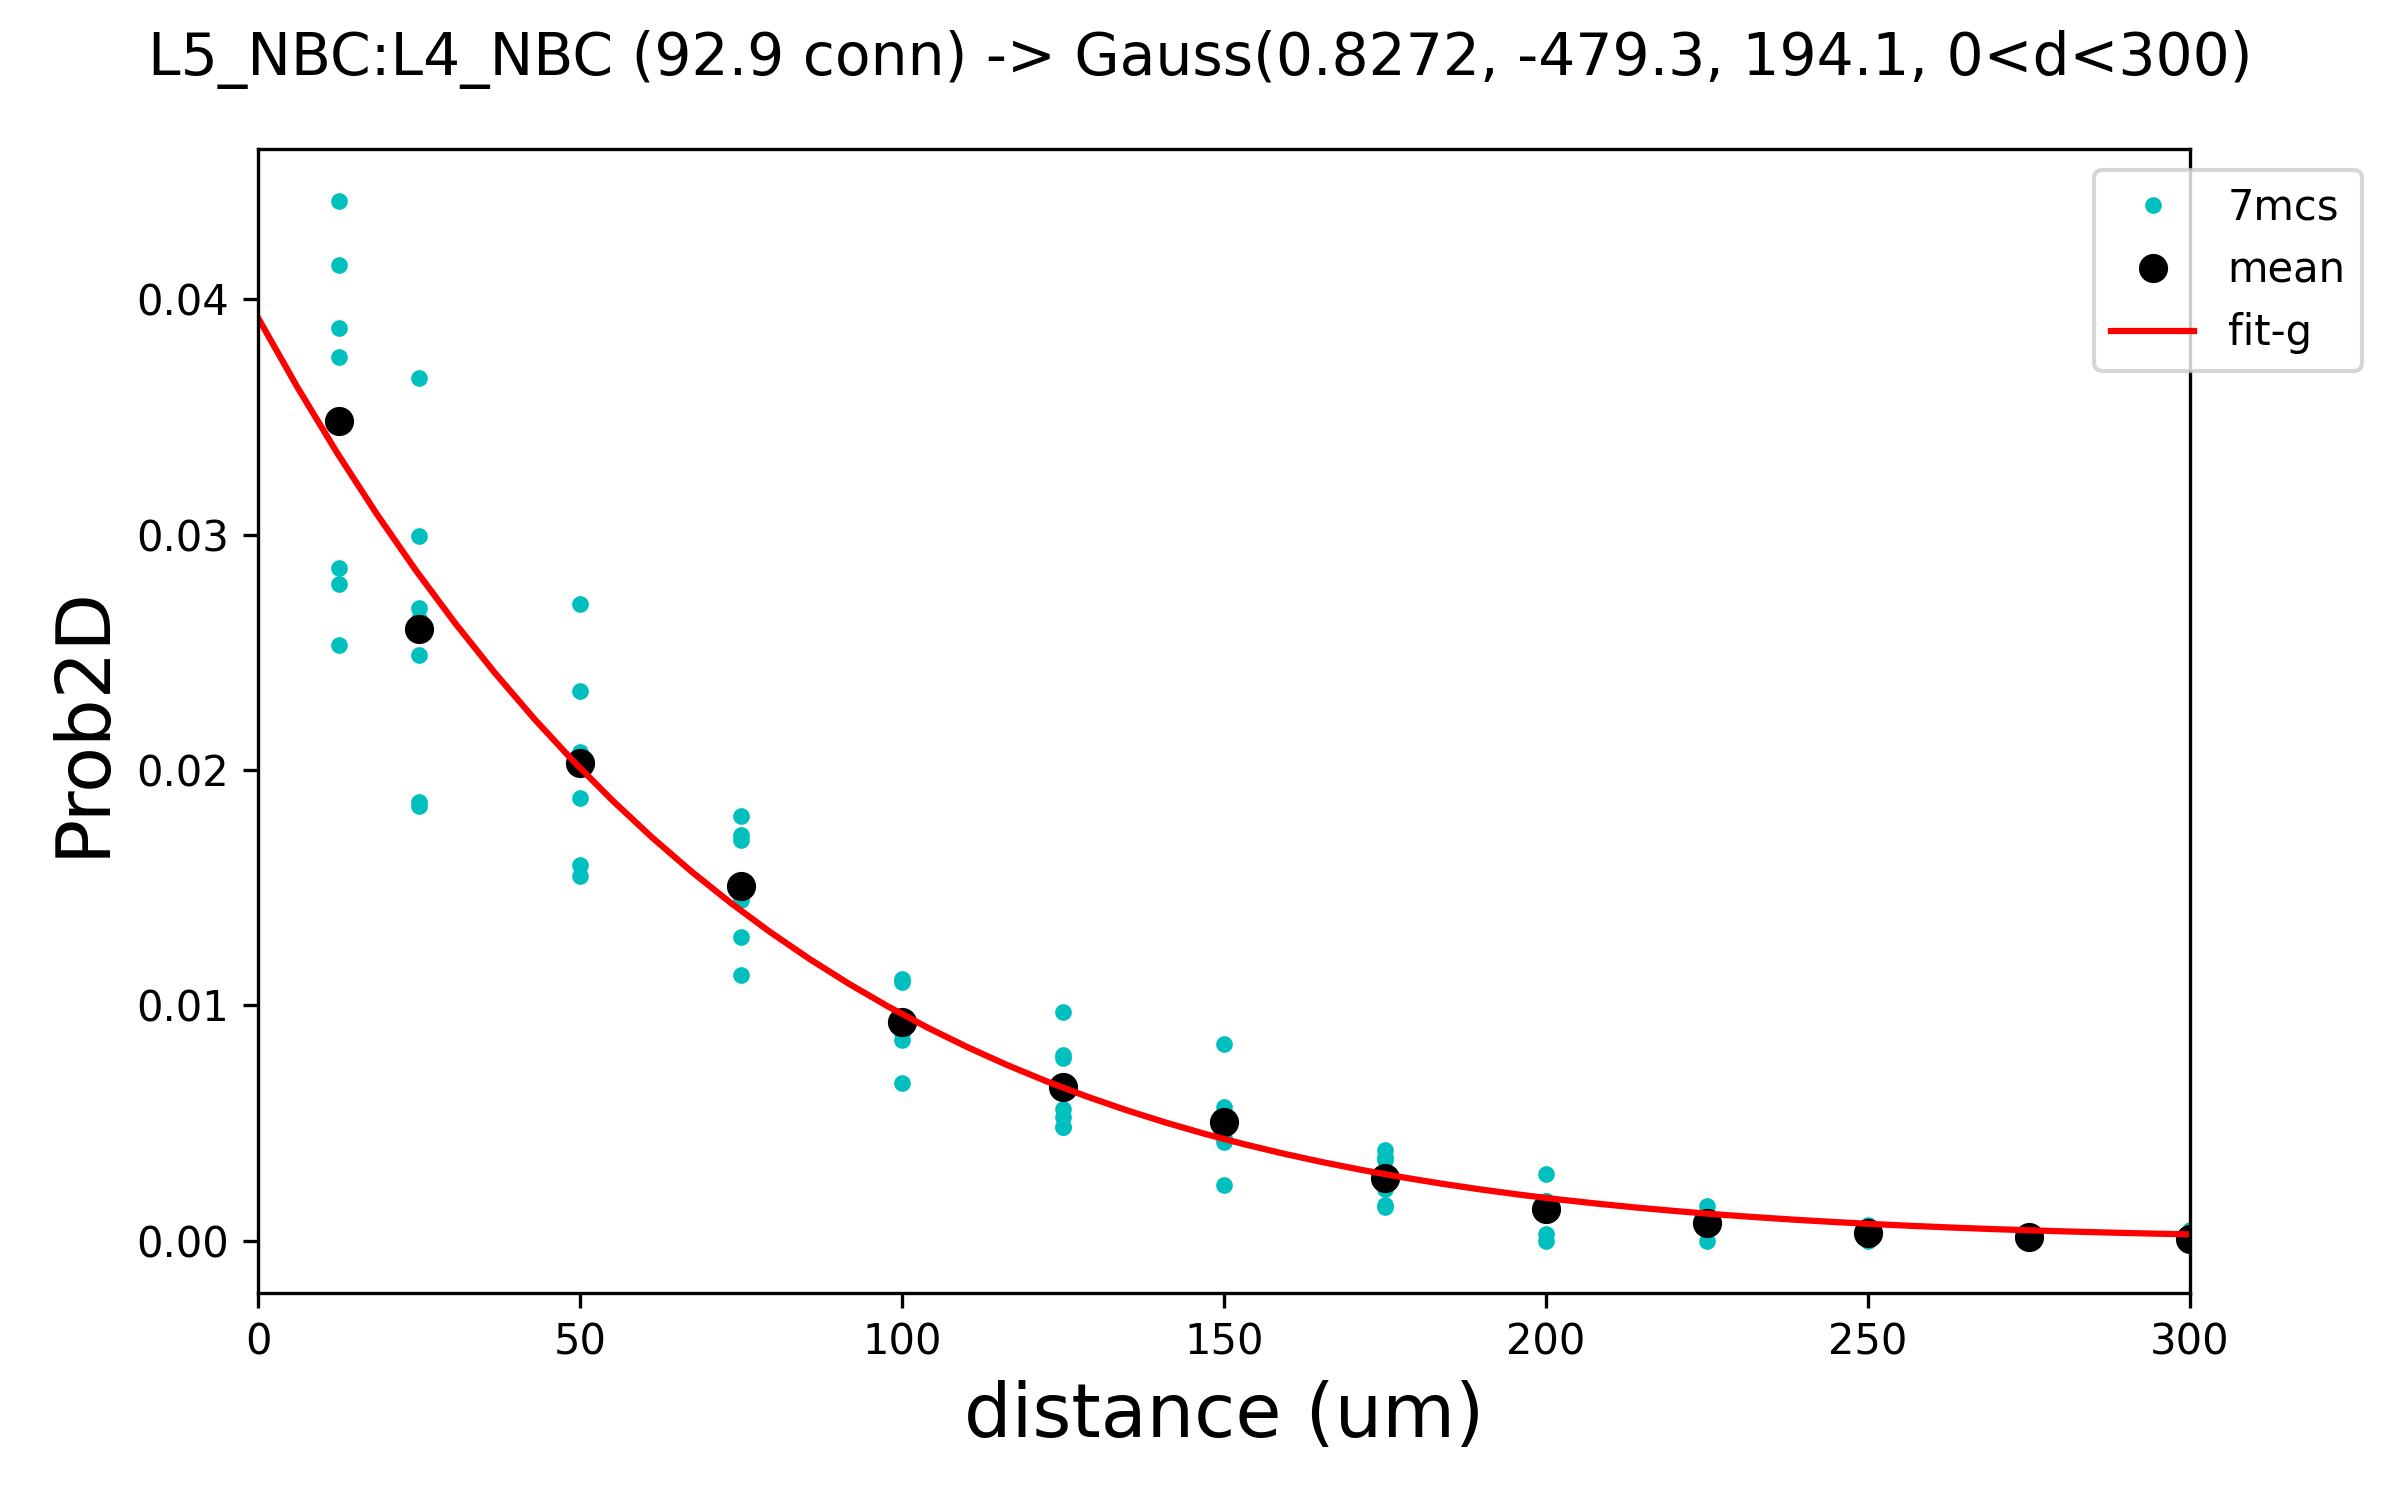 L5_NBC:L4_NBC (92.9 conn) -> Gauss(0.8272, -479.3, 194.1, 0<d<300)
7mcs
mean
fit-g
Prob2D
0.04
0.03
0.02
0.01
0.00
0 50 100 150 200 250 300
distance (um)